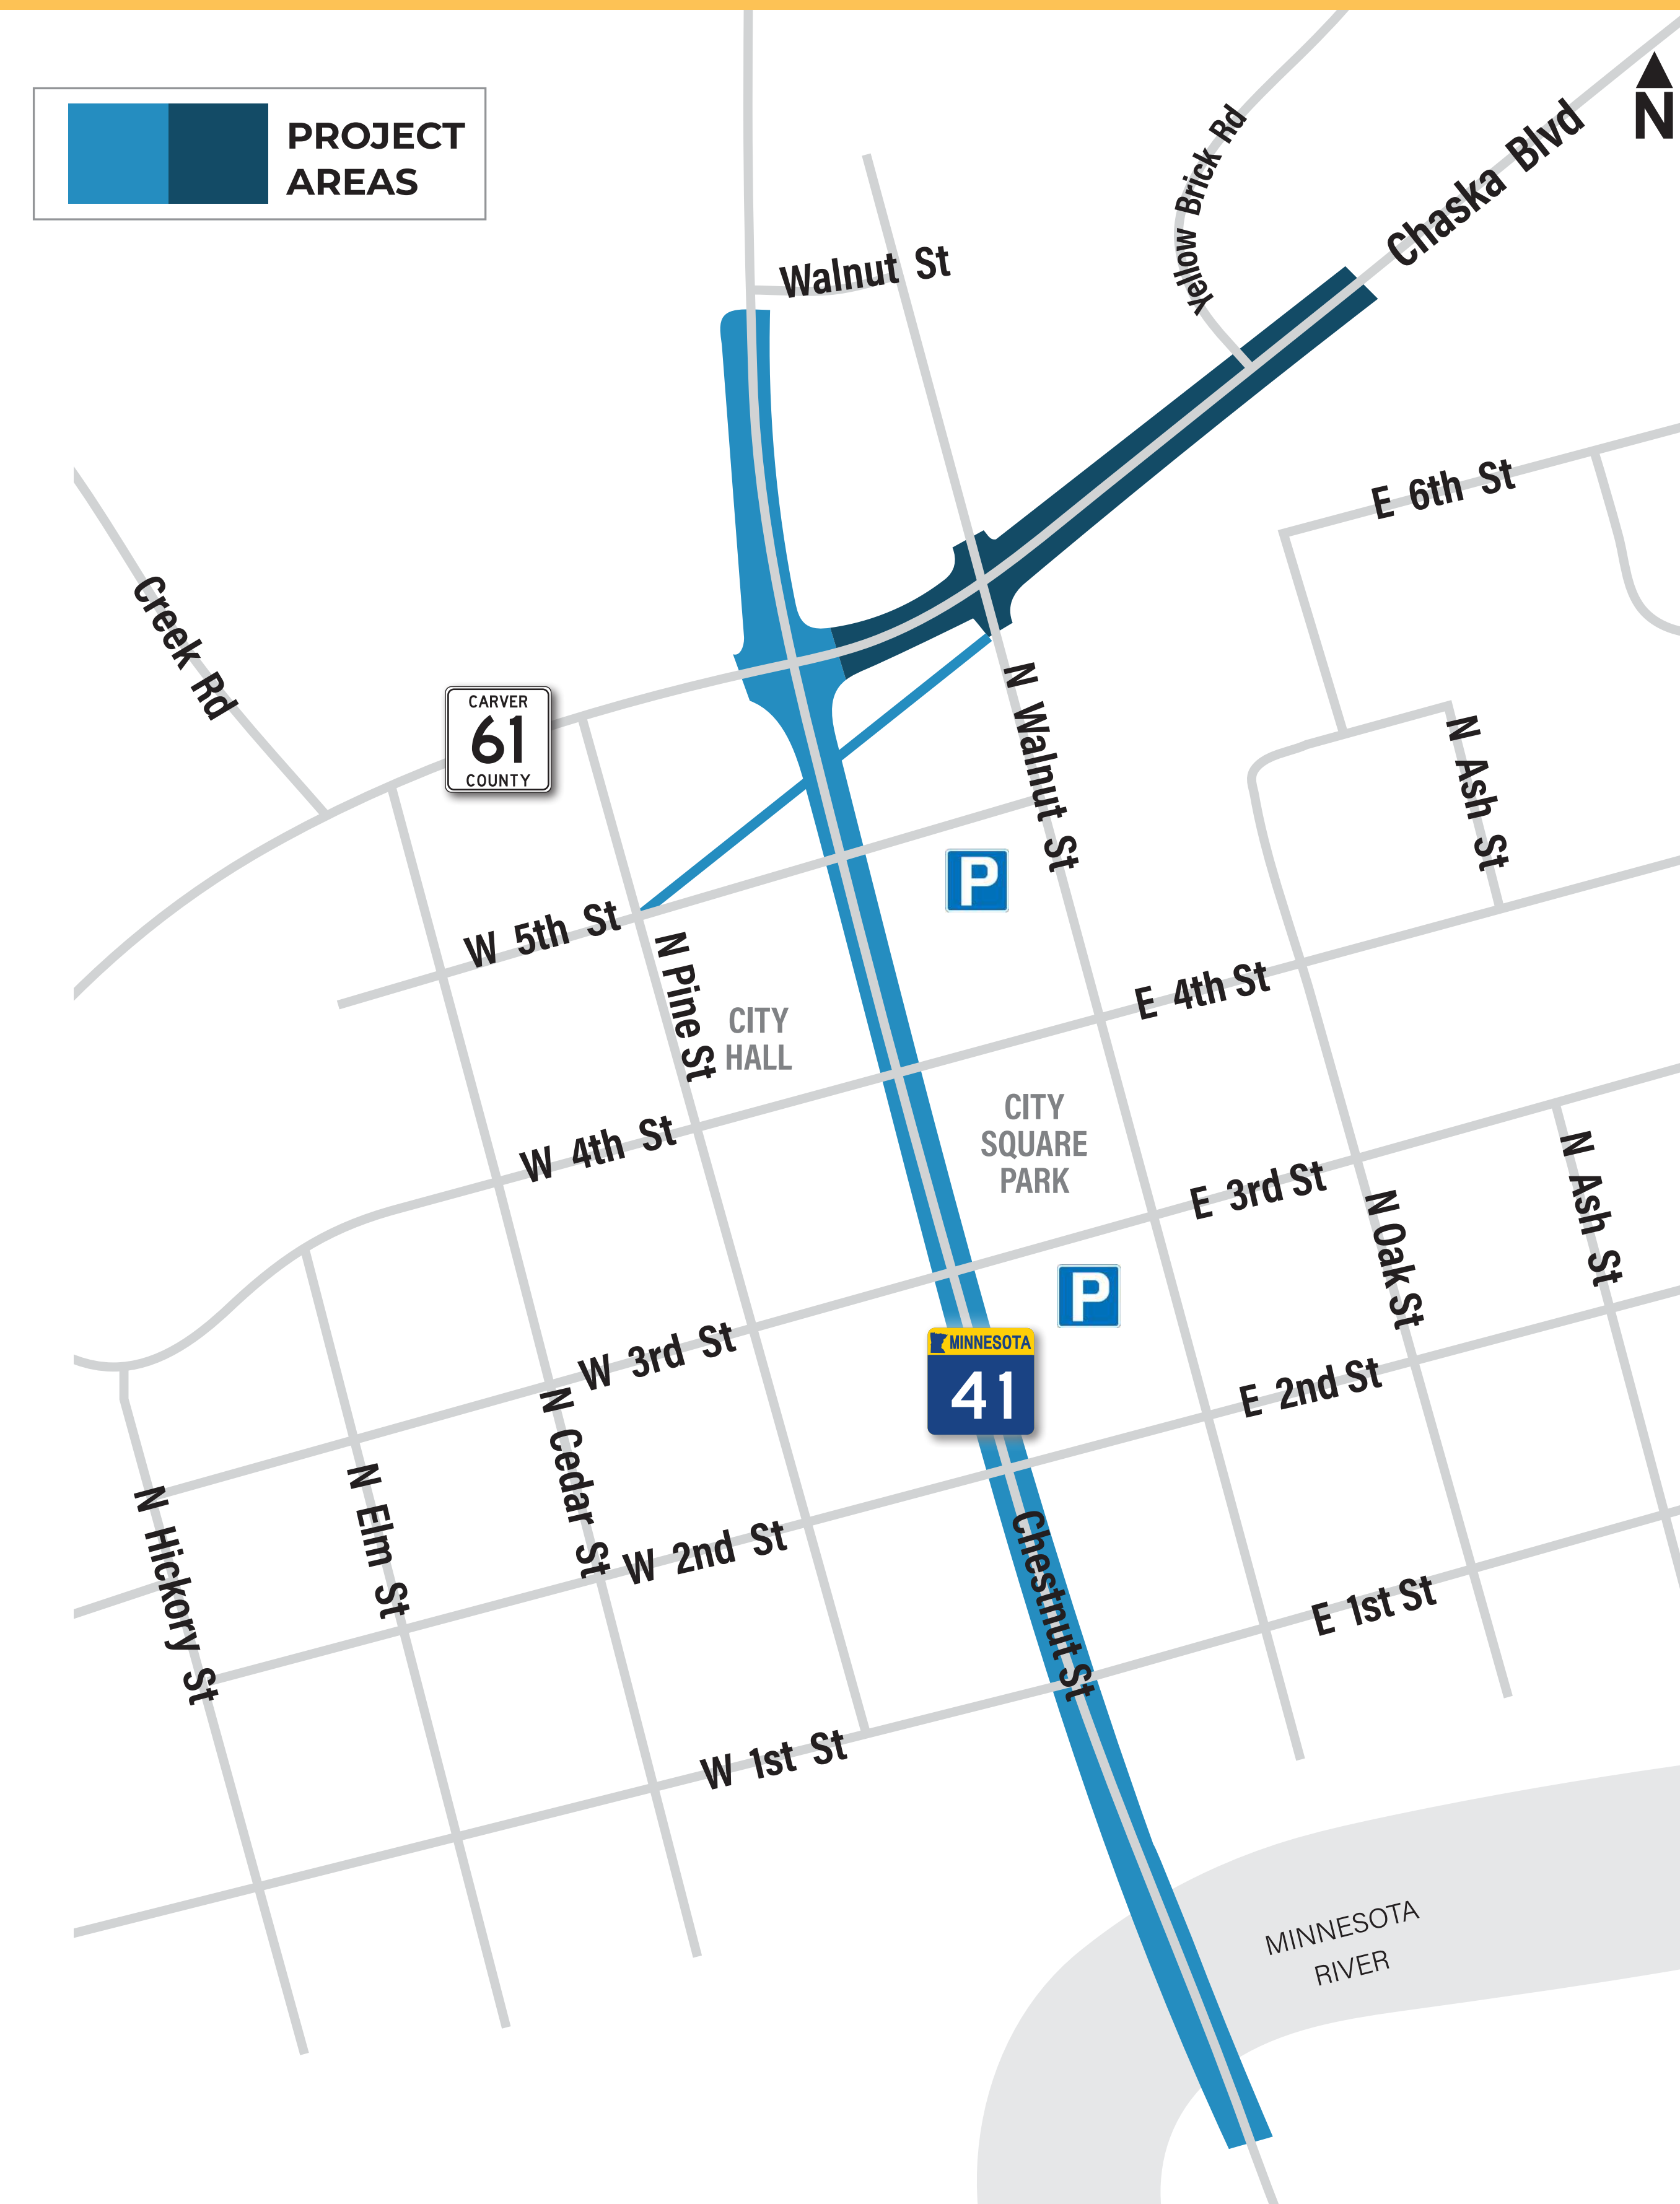 PROJECT
AREAS
N
Yellow Brick Rd
Chaska Blvd
Walnut St
E 6th St
Creek Rd
CARVER
61
COUNTY
N Walnut St
N Ash St
P
W 5th St
N Pine St
E 4th St
CITY
HALL
CITY
SQUARE
PARK
W 4th St
E 3rd St
N Ash St
N Oak St
P
MINNESOTA
41
W 3rd St
E 2nd St
N Cedar St
N Elm St
N Hickory St
W 2nd St
Chestnut St
E 1st St
W 1st St
MINNESOTA
RIVER